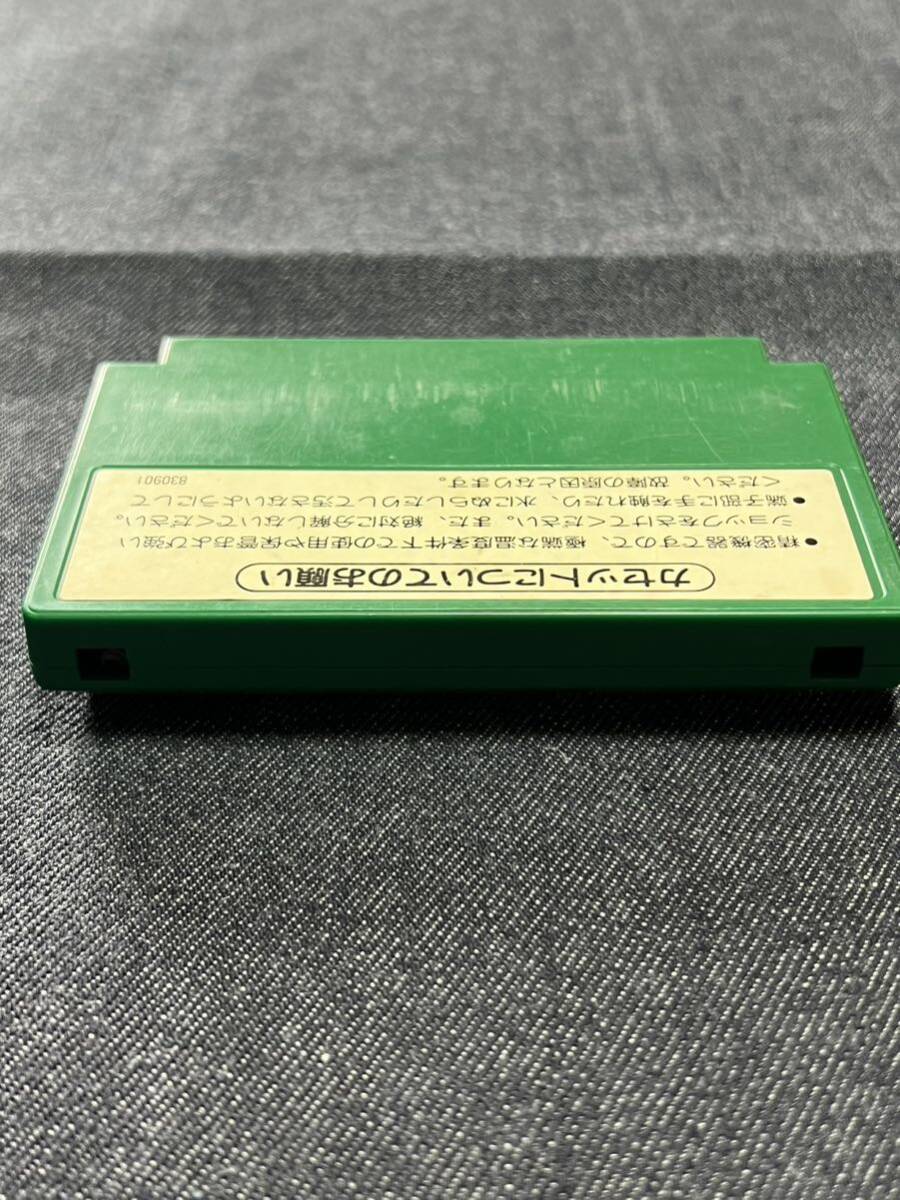 カセットについてのお願い
●精密機器ですので、極端な温度条件下での使用や保管および強い
ショックをさけてください。また、絶対に分解しないでください。
●端子部に手を触れたり、水にぬらしたりして汚さないようにして
ください。故障の原因となります。
830901